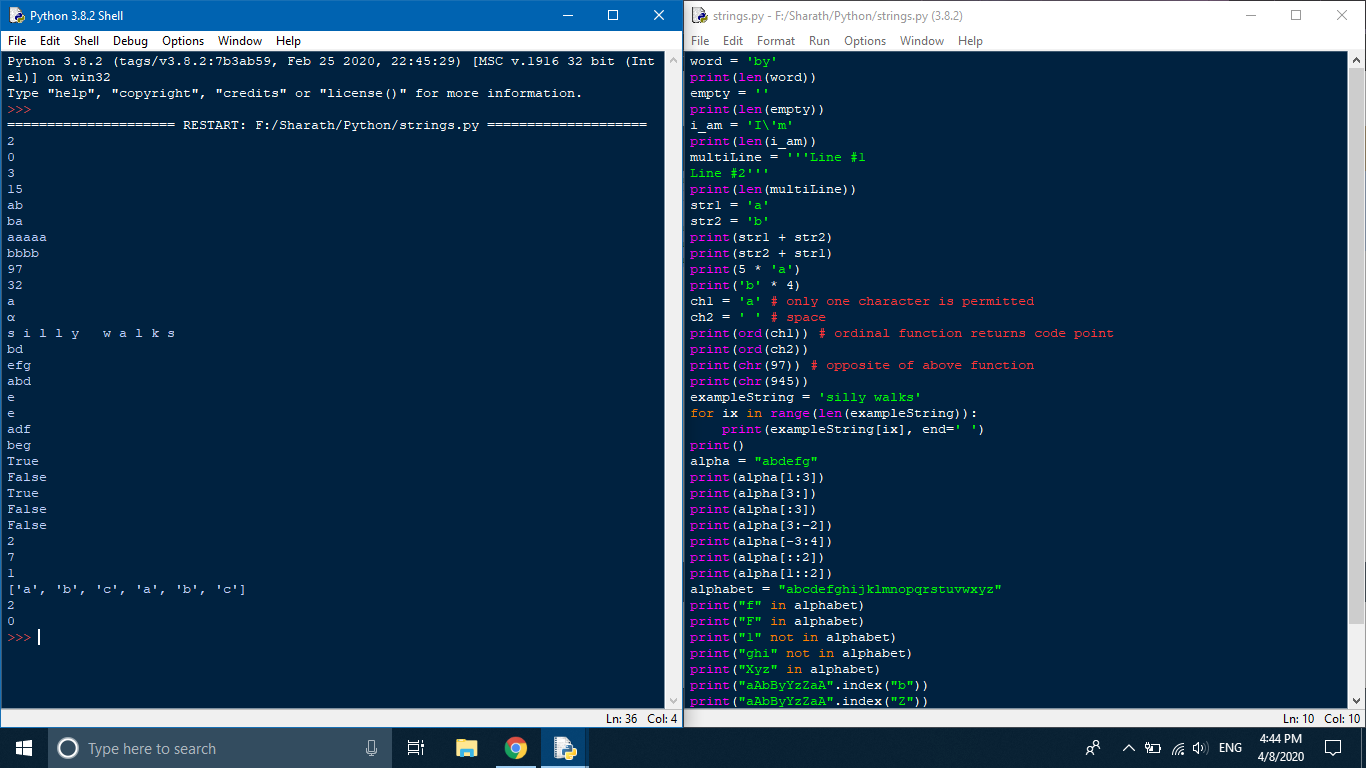 Python 3.8.2 Shell
File Edit Shell Debug Options Window Help
Python 3.8.2 (tags/v3.8.2:7b3ab59, Feb 25 2020, 22:45:29) [MSC v.1916 32 bit (Int
el)] on win32
Type "help", "copyright", "credits" or "license()" for more information.
>>>
===================== RESTART: F:/Sharath/Python/strings.py ====================
2
0
3
15
ab
ba
aaaaa
bbbb
97
32
a
α
s i l l y   w a l k s
bd
efg
abd
e
e
adf
beg
True
False
True
False
False
2
7
1
['a', 'b', 'c', 'a', 'b', 'c']
2
0
>>>
Ln: 36 Col: 4
strings.py - F:/Sharath/Python/strings.py (3.8.2)
File Edit Format Run Options Window Help
word = 'by'
print(len(word))
empty = ''
print(len(empty))
i_am = 'I\'m'
print(len(i_am))
multiLine = '''Line #1
Line #2'''
print(len(multiLine))
str1 = 'a'
str2 = 'b'
print(str1 + str2)
print(str2 + str1)
print(5 * 'a')
print('b' * 4)
ch1 = 'a' # only one character is permitted
ch2 = ' ' # space
print(ord(ch1)) # ordinal function returns code point
print(ord(ch2))
print(chr(97)) # opposite of above function
print(chr(945))
exampleString = 'silly walks'
for ix in range(len(exampleString)):
    print(exampleString[ix], end=' ')
print()
alpha = "abdefg"
print(alpha[1:3])
print(alpha[3:])
print(alpha[:3])
print(alpha[3:-2])
print(alpha[-3:4])
print(alpha[::2])
print(alpha[1::2])
alphabet = "abcdefghijklmnopqrstuvwxyz"
print("f" in alphabet)
print("F" in alphabet)
print("1" not in alphabet)
print("ghi" not in alphabet)
print("Xyz" in alphabet)
print("aAbByYzZaA".index("b"))
print("aAbByYzZaA".index("Z"))
Ln: 10 Col: 10
Type here to search
ENG
4:44 PM
4/8/2020